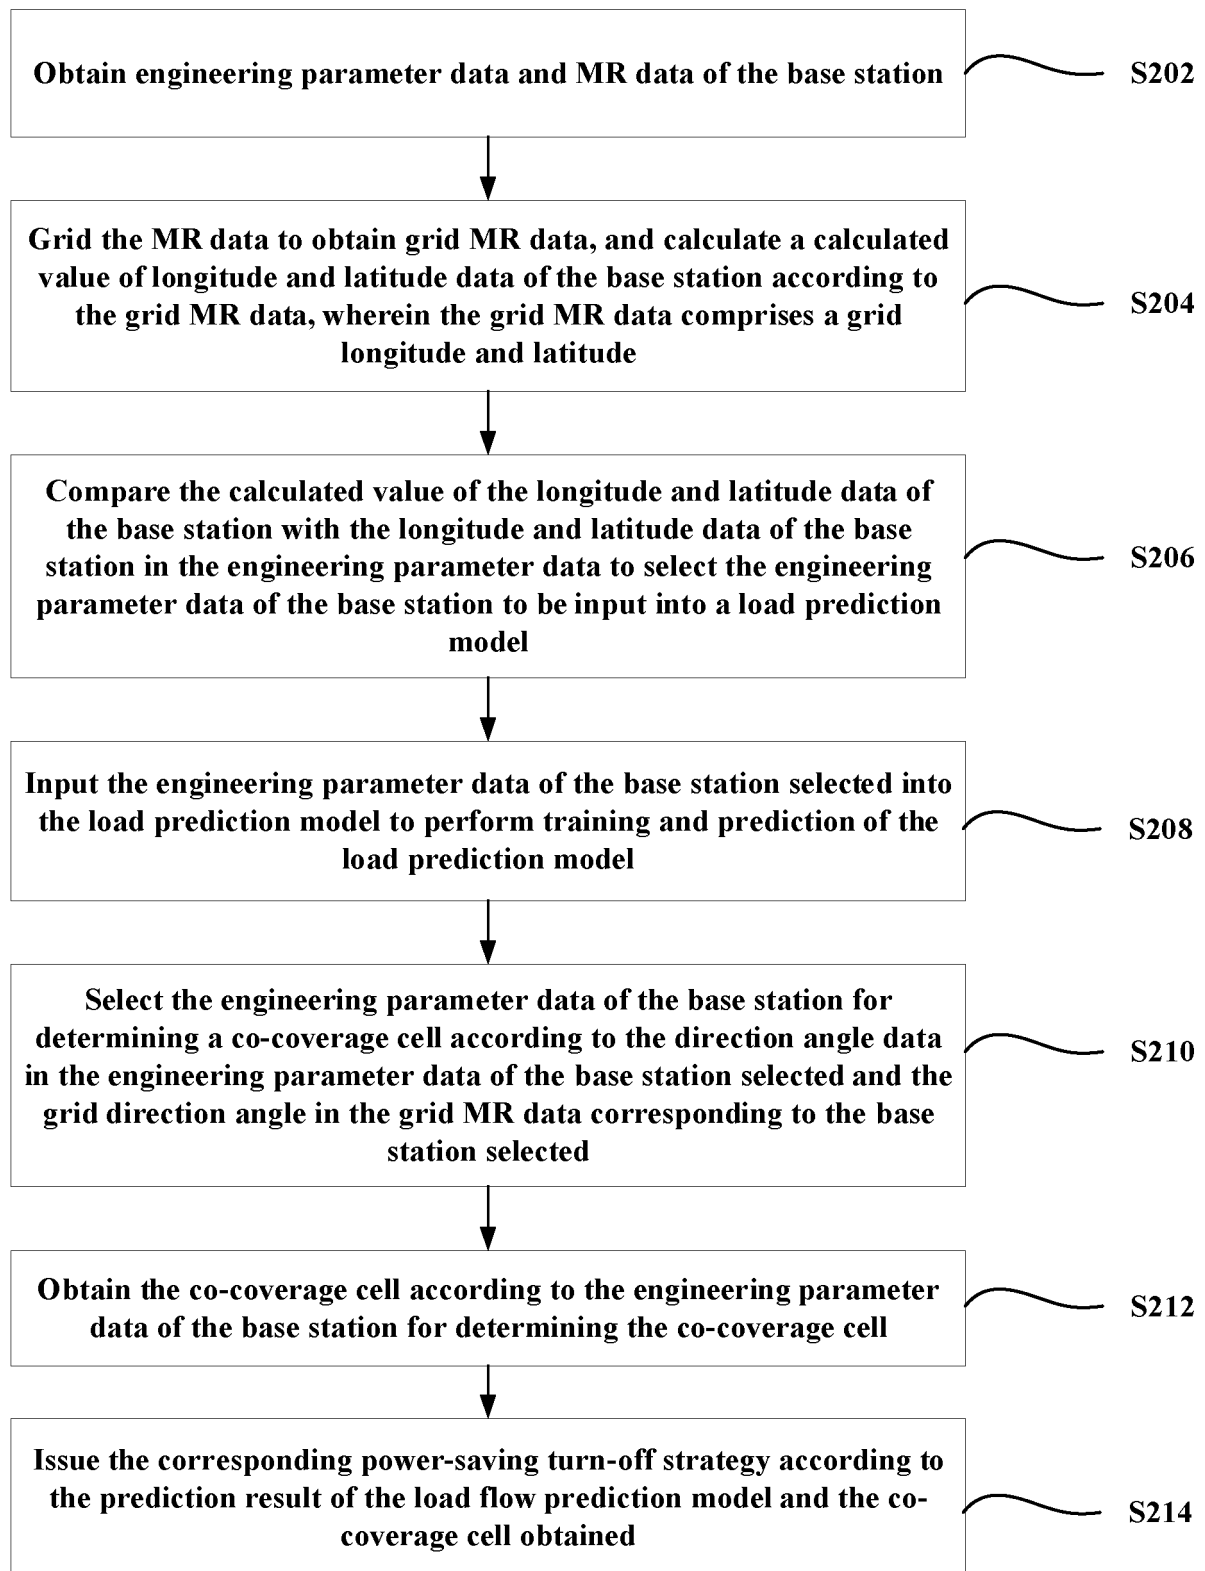 Obtain engineering parameter data and MR data of the base station
S202
Grid the MR data to obtain grid MR data, and calculate a calculated
value of longitude and latitude data of the base station according to
the grid MR data, wherein the grid MR data comprises a grid
longitude and latitude
S204
Compare the calculated value of the longitude and latitude data of
the base station with the longitude and latitude data of the base
station in the engineering parameter data to select the engineering
parameter data of the base station to be input into a load prediction
model
S206
Input the engineering parameter data of the base station selected into
the load prediction model to perform training and prediction of the
load prediction model
S208
Select the engineering parameter data of the base station for
determining a co-coverage cell according to the direction angle data
in the engineering parameter data of the base station selected and the
grid direction angle in the grid MR data corresponding to the base
station selected
S210
Obtain the co-coverage cell according to the engineering parameter
data of the base station for determining the co-coverage cell
S212
Issue the corresponding power-saving turn-off strategy according to
the prediction result of the load flow prediction model and the co-
coverage cell obtained
S214